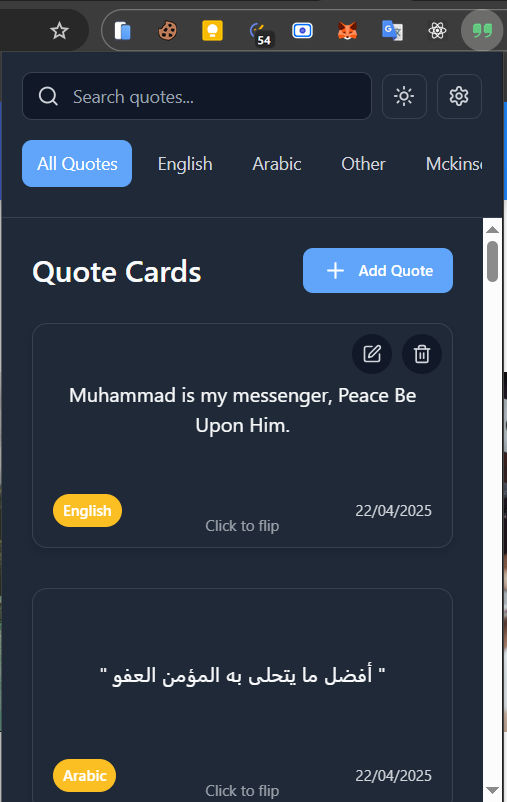 54
Search quotes...
All Quotes
English
Arabic
Other
Quote Cards
Add Quote
Muhammad is my messenger, Peace Be
Upon Him.
English
Click to flip
22/04/2025
" أفضل ما يتحلى به المؤمن العفو "
Arabic
Click to flip
22/04/2025